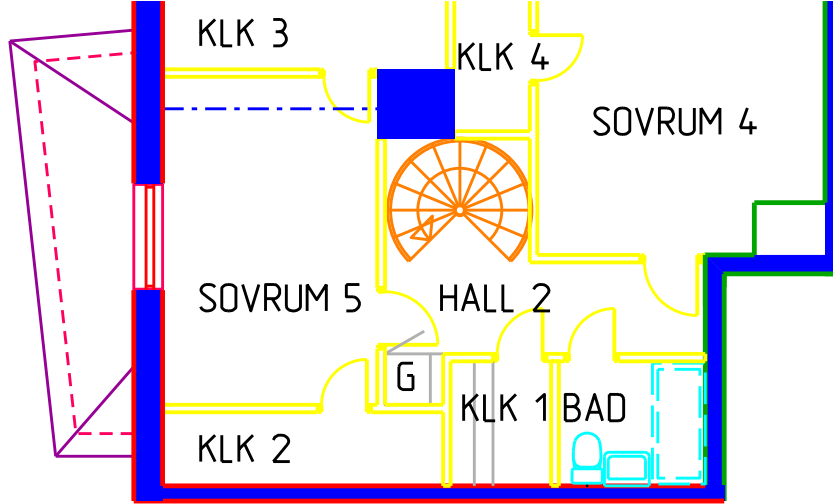 KLK 3
KLK 4
SOVRUM 4
SOVRUM 5
HALL 2
G
KLK 1
BAD
KLK 2